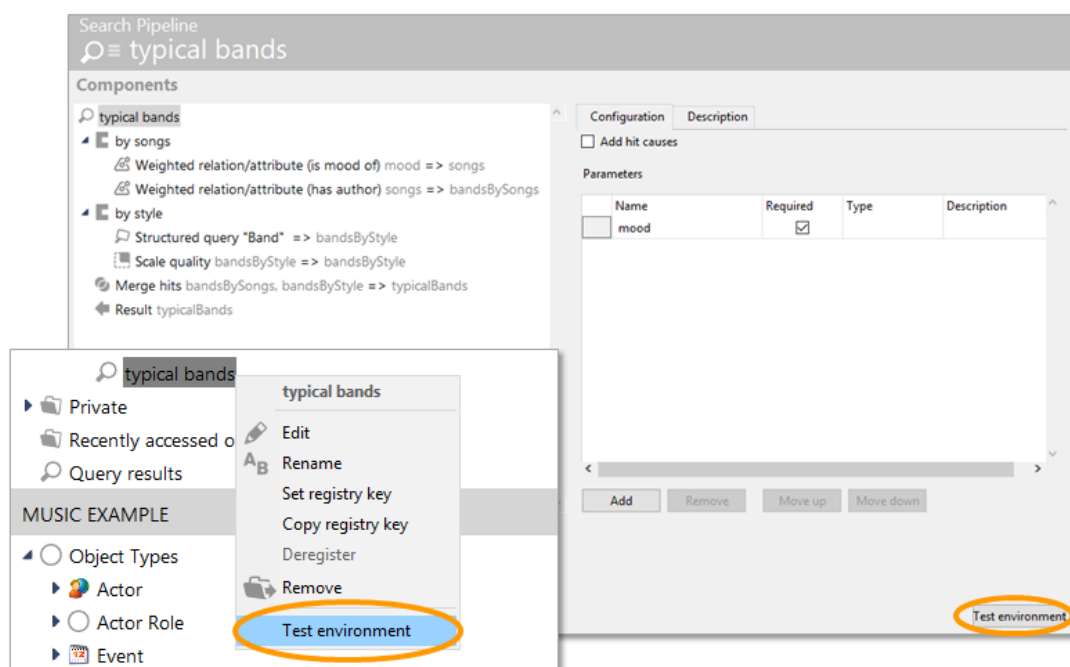 Search Pipeline
typical bands
Components
typical bands
by songs
Weighted relation/attribute (is mood of) mood => songs
Weighted relation/attribute (has author) songs => bandsBySongs
by style
Structured query "Band" => bandsByStyle
Scale quality bandsByStyle => bandsByStyle
Merge hits bandsBySongs, bandsByStyle => typicalBands
Result typicalBands
Configuration Description
Add hit causes
Parameters
Name Required Type Description
mood
Add Remove Move up Move down
Test environment
typical bands
Private
Recently accessed o
Query results
MUSIC EXAMPLE
Object Types
Actor
Actor Role
12
Event
typical bands
Edit
AB Rename
Set registry key
Copy registry key
Deregister
Remove
Test environment